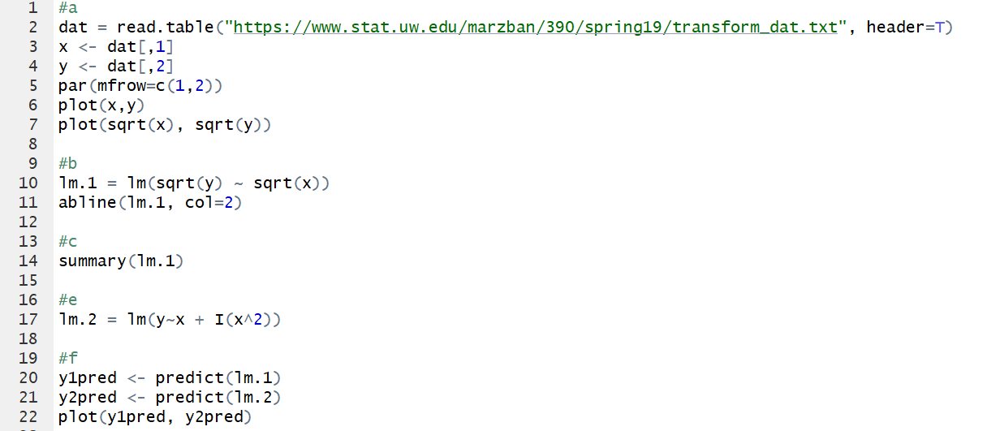 1 #a
2 dat = read.table("https://www.stat.uw.edu/marzban/390/spring19/transform_dat.txt", header=T)
3 x <- dat[,1]
4 y <- dat[,2]
5 par(mfrow=c(1,2))
6 plot(x,y)
7 plot(sqrt(x), sqrt(y))
8
9 #b
10 lm.1 = lm(sqrt(y) ~ sqrt(x))
11 abline(lm.1, col=2)
12
13 #c
14 summary(lm.1)
15
16 #e
17 lm.2 = lm(y~x + I(x^2))
18
19 #f
20 y1pred <- predict(lm.1)
21 y2pred <- predict(lm.2)
22 plot(y1pred, y2pred)